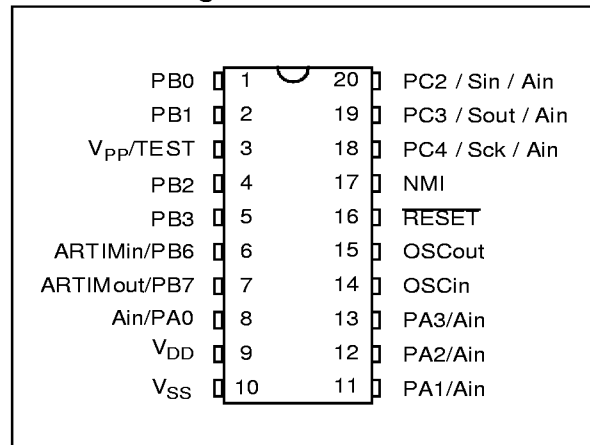 PB0 1 20 PC2 / Sin / Ain
PB1 2 19 PC3 / Sout / Ain
VPP/TEST 3 18 PC4 / Sck / Ain
PB2 4 17 NMI
PB3 5 16 RESET
ARTIMin/PB6 6 15 OSCout
ARTIMout/PB7 7 14 OSCin
Ain/PA0 8 13 PA3/Ain
VDD 9 12 PA2/Ain
VSS 10 11 PA1/Ain